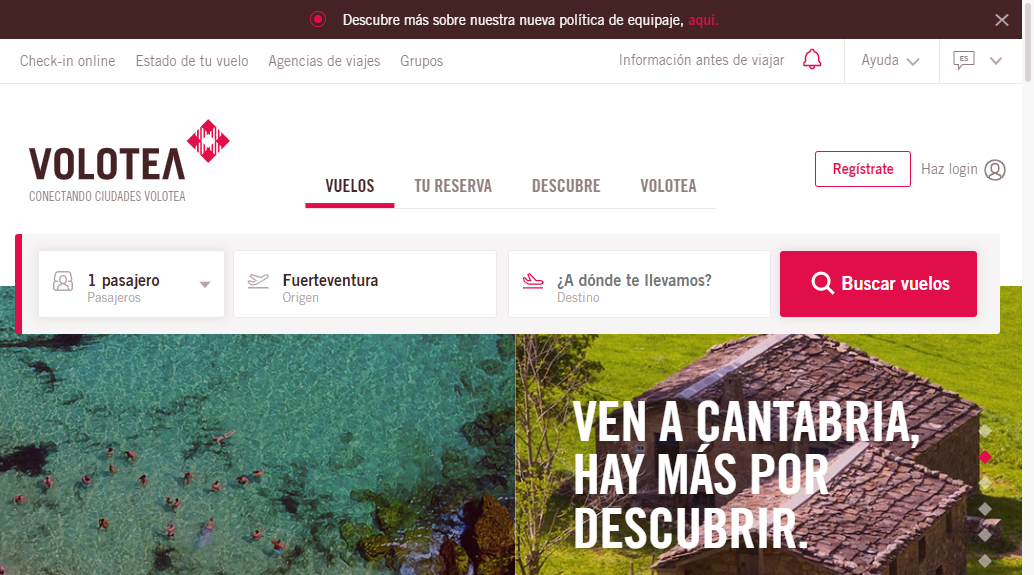 Descubre más sobre nuestra nueva política de equipaje, aquí.
Check-in online Estado de tu vuelo Agencias de viajes Grupos Información antes de viajar Ayuda ES
VOLOTEA
CONECTANDO CIUDADES VOLOTEA
VUELOS TU RESERVA DESCUBRE VOLOTEA
Regístrate Haz login
1 pasajero
Pasajeros
Fuerteventura
Origen
¿A dónde te llevamos?
Destino
Buscar vuelos
VEN A CANTABRIA,
HAY MÁS POR
DESCUBRIR.